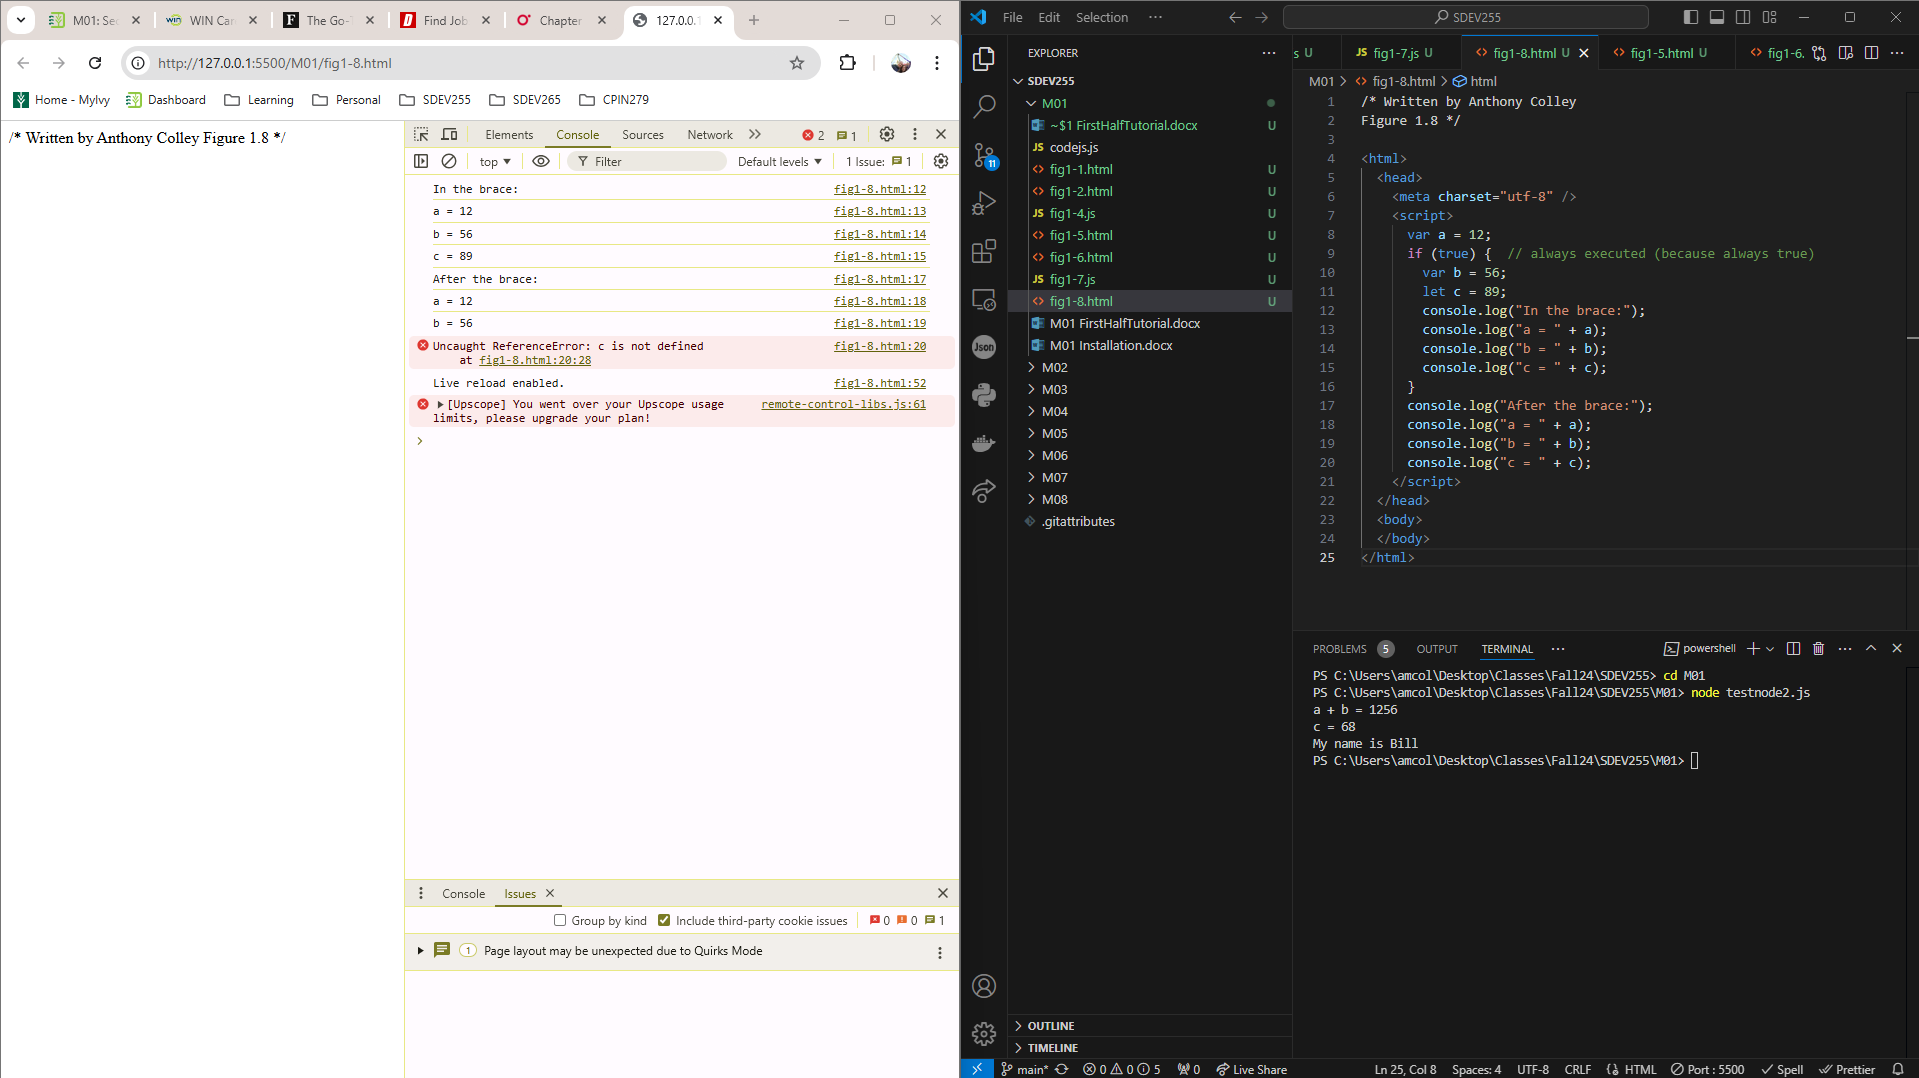 M01: Sec
WIN Car
The Go-T
Find Job
Chapter
127.0.0.1
http://127.0.0.1:5500/M01/fig1-8.html
Home - MyIvy
Dashboard
Learning
Personal
SDEV255
SDEV265
CPIN279
/* Written by Anthony Colley Figure 1.8 */
Elements Console Sources Network 2 1
top Filter Default levels 1 Issue: 1
In the brace: fig1-8.html:12
a = 12 fig1-8.html:13
b = 56 fig1-8.html:14
c = 89 fig1-8.html:15
After the brace: fig1-8.html:17
a = 12 fig1-8.html:18
b = 56 fig1-8.html:19
Uncaught ReferenceError: c is not defined fig1-8.html:20
at fig1-8.html:20:28
Live reload enabled. fig1-8.html:52
[Upscope] You went over your Upscope usage remote-control-libs.js:61
limits, please upgrade your plan!
Console Issues
Group by kind Include third-party cookie issues 0 0 1
1 Page layout may be unexpected due to Quirks Mode
File Edit Selection SDEV255
EXPLORER
SDEV255
M01
~$1 FirstHalfTutorial.docx U
codejs.js
fig1-1.html U
fig1-2.html U
fig1-4.js U
fig1-5.html U
fig1-6.html U
fig1-7.js U
fig1-8.html U
M01 FirstHalfTutorial.docx
M01 Installation.docx
M02
M03
M04
M05
M06
M07
M08
.gitattributes
OUTLINE
TIMELINE
11
Json
s U JS fig1-7.js U fig1-8.html U fig1-5.html U fig1-6.
M01 > fig1-8.html > html
1 /* Written by Anthony Colley
2 Figure 1.8 */
3
4 <html>
5 <head>
6 <meta charset="utf-8" />
7 <script>
8 var a = 12;
9 if (true) { // always executed (because always true)
10 var b = 56;
11 let c = 89;
12 console.log("In the brace:");
13 console.log("a = " + a);
14 console.log("b = " + b);
15 console.log("c = " + c);
16 }
17 console.log("After the brace:");
18 console.log("a = " + a);
19 console.log("b = " + b);
20 console.log("c = " + c);
21 </script>
22 </head>
23 <body>
24 </body>
25 </html>
PROBLEMS 5 OUTPUT TERMINAL powershell
PS C:\Users\amcol\Desktop\Classes\Fall24\SDEV255> cd M01
PS C:\Users\amcol\Desktop\Classes\Fall24\SDEV255\M01> node testnode2.js
a + b = 1256
c = 68
My name is Bill
PS C:\Users\amcol\Desktop\Classes\Fall24\SDEV255\M01>
main* 0 0 5 0 Live Share Ln 25, Col 8 Spaces: 4 UTF-8 CRLF HTML Port : 5500 Spell Prettier